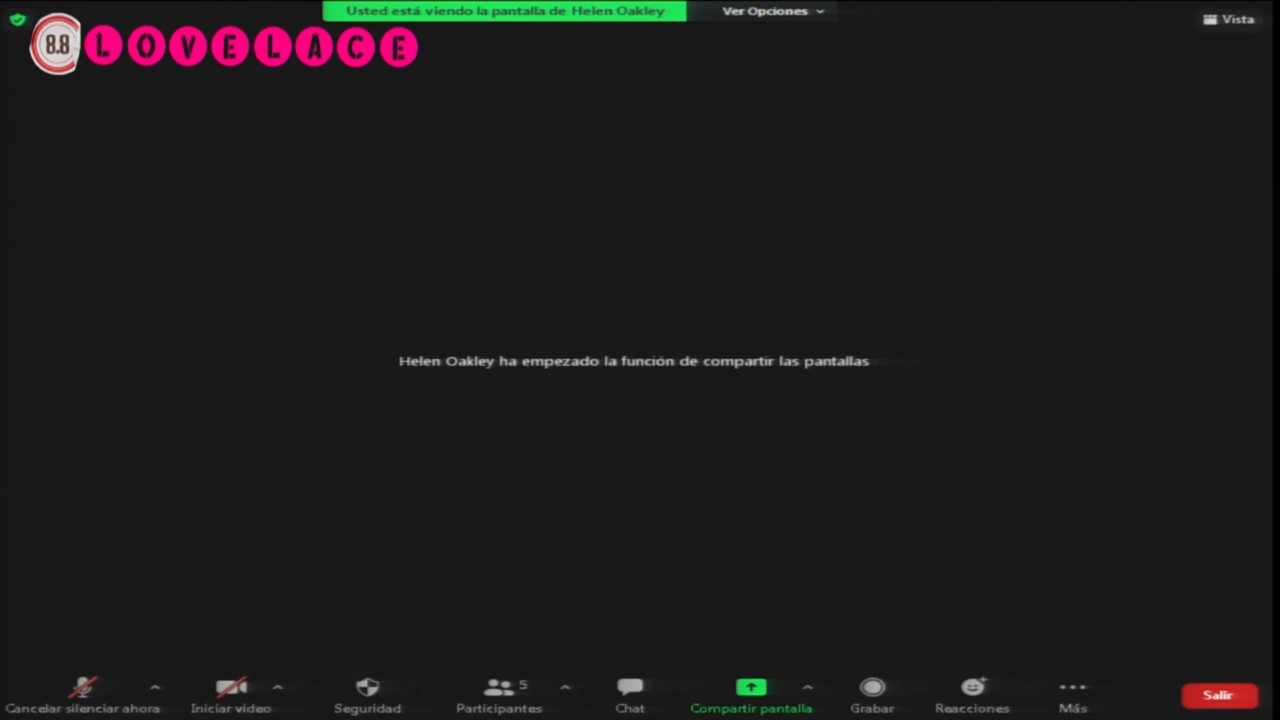 Usted está viendo la pantalla de Helen Oakley
Ver Opciones
Vista
8.8
LOVELACE
Helen Oakley ha empezado la función de compartir las pantallas
5
Cancelar silenciar ahora
Iniciar video
Seguridad
Participantes
Chat
Compartir pantalla
Grabar
Reacciones
Más
Salir